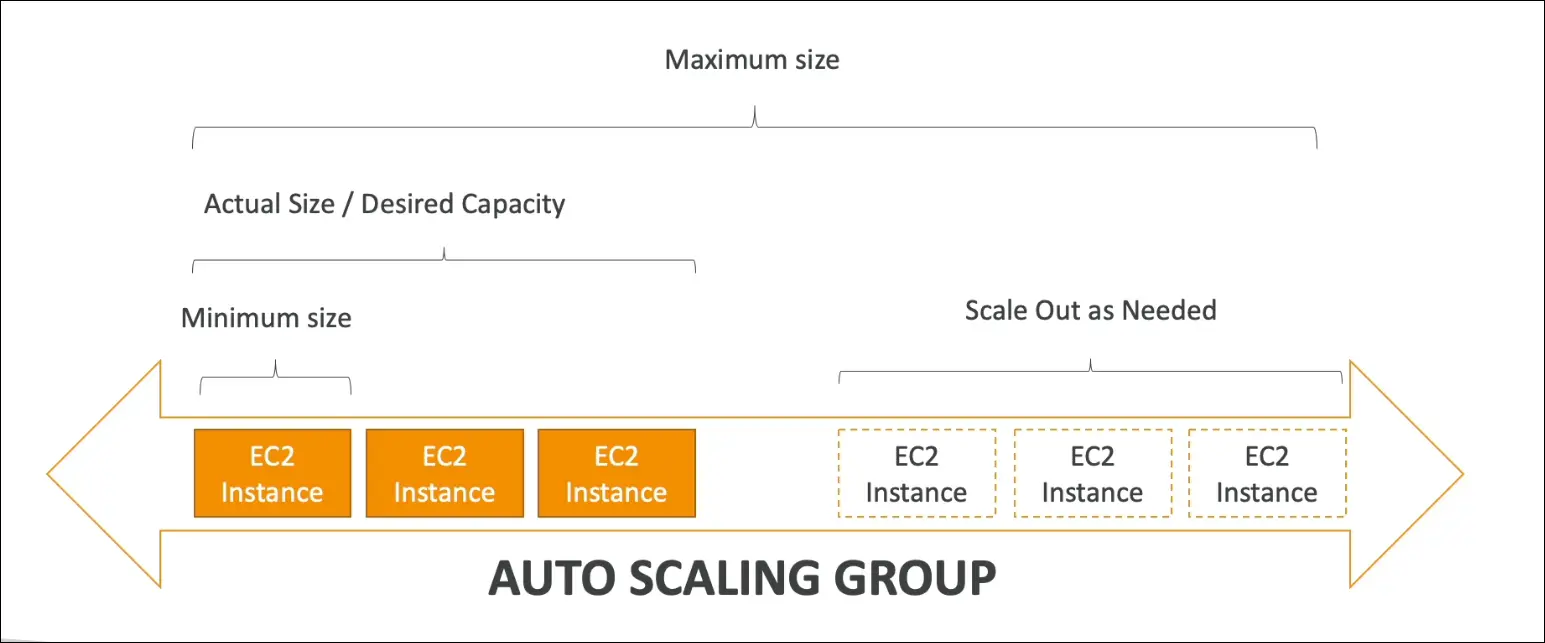 Maximum size
Actual Size / Desired Capacity
Minimum size
Scale Out as Needed
EC2
Instance
EC2
Instance
EC2
Instance
EC2
Instance
EC2
Instance
EC2
Instance
AUTO SCALING GROUP